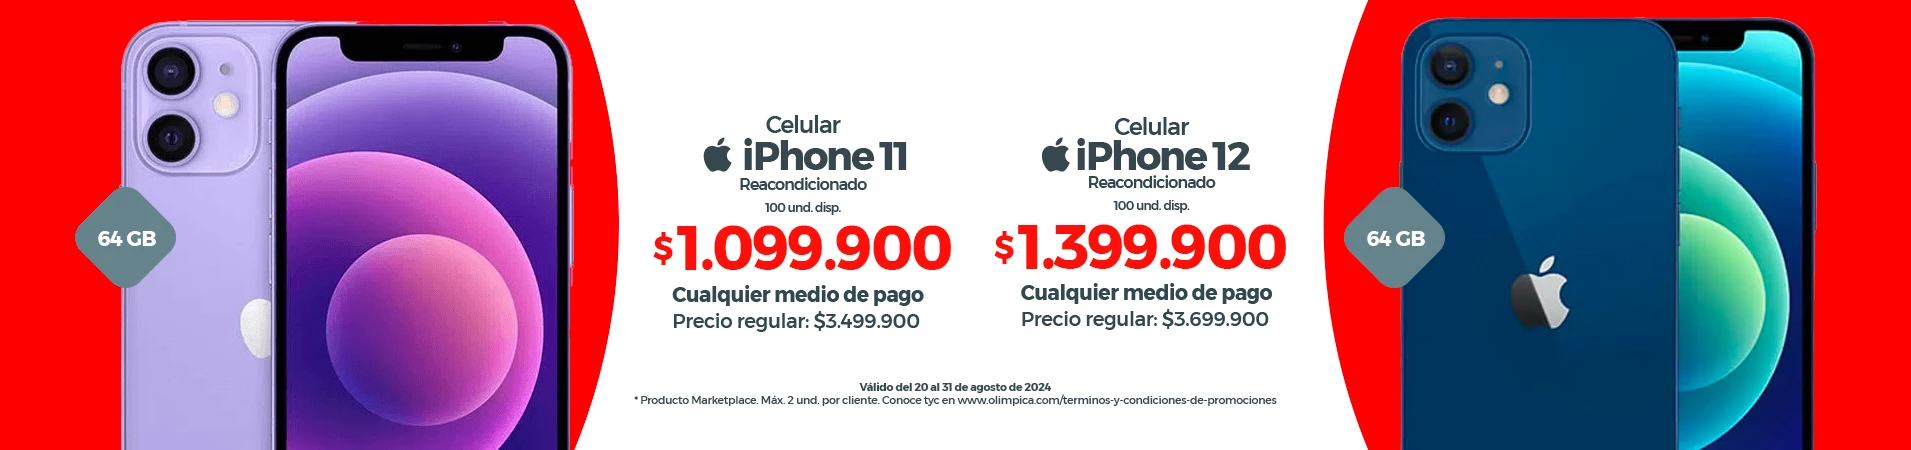 64 GB
Celular
iPhone 11
Reacondicionado
100 und. disp.
$1.099.900
Cualquier medio de pago
Precio regular: $3.499.900
Celular
iPhone 12
Reacondicionado
100 und. disp.
$1.399.900
Cualquier medio de pago
Precio regular: $3.699.900
64 GB
Válido del 20 al 31 de agosto de 2024
* Producto Marketplace. Máx. 2 und. por cliente. Conoce tyc en www.olimpica.com/terminos-y-condiciones-de-promociones